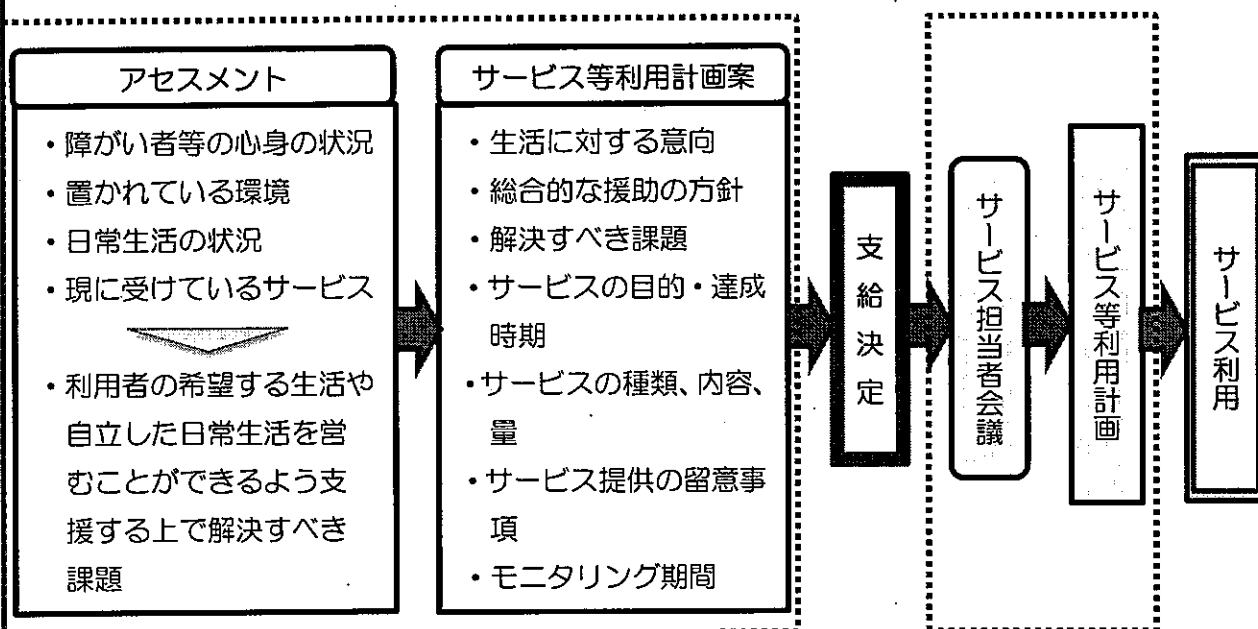 アセスメント
・障がい者等の心身の状況
・置かれている環境
・日常生活の状況
・現に受けているサービス
・利用者の希望する生活や
自立した日常生活を営
むことができるよう支
援する上で解決すべき
課題
サービス等利用計画案
・生活に対する意向
・総合的な援助の方針
・解決すべき課題
・サービスの目的・達成
時期
・サービスの種類、内容、
量
・サービス提供の留意事
項
・モニタリング期間
支給決定
サービス担当者会議
サービス等利用計画
サービス利用